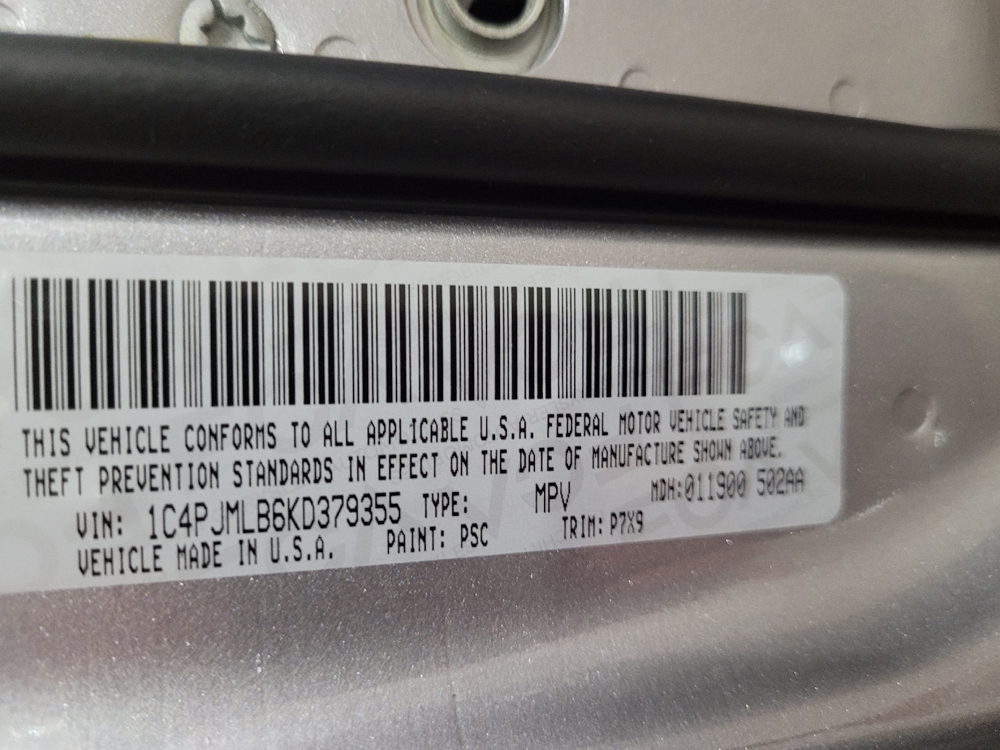 THIS VEHICLE CONFORMS TO ALL APPLICABLE U.S.A. FEDERAL MOTOR VEHICLE SAFETY AND
THEFT PREVENTION STANDARDS IN EFFECT ON THE DATE OF MANUFACTURE SHOWN ABOVE.
VIN: 1C4PJMLB6KD379355 TYPE: MPV MDH:011900 502AA
VEHICLE MADE IN U.S.A. PAINT: PSC TRIM: P7X9